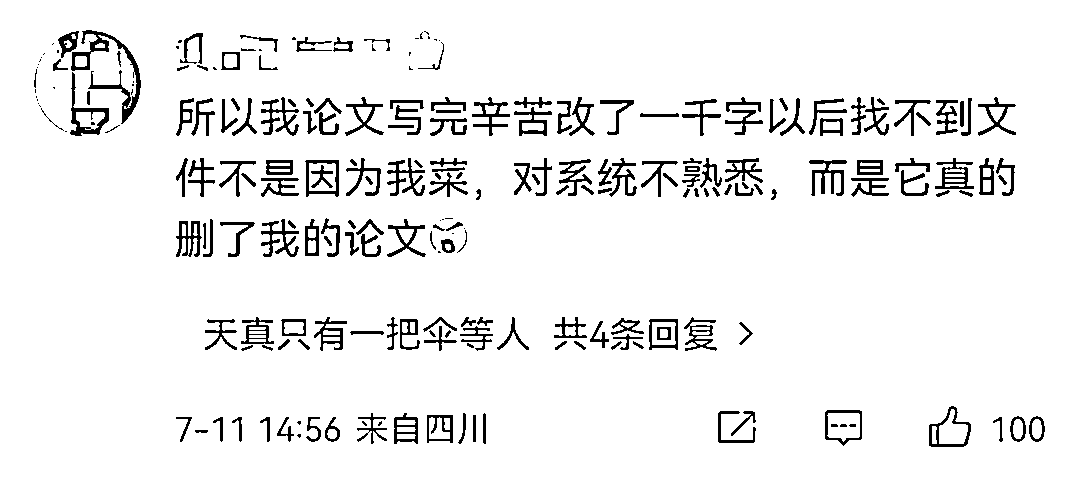 所以我论文写完辛苦改了一千字以后找不到文
件不是因为我菜，对系统不熟悉，而是它真的
删了我的论文
天真只有一把伞等人 共4条回复 >
7-11 14:56 来自四川 100